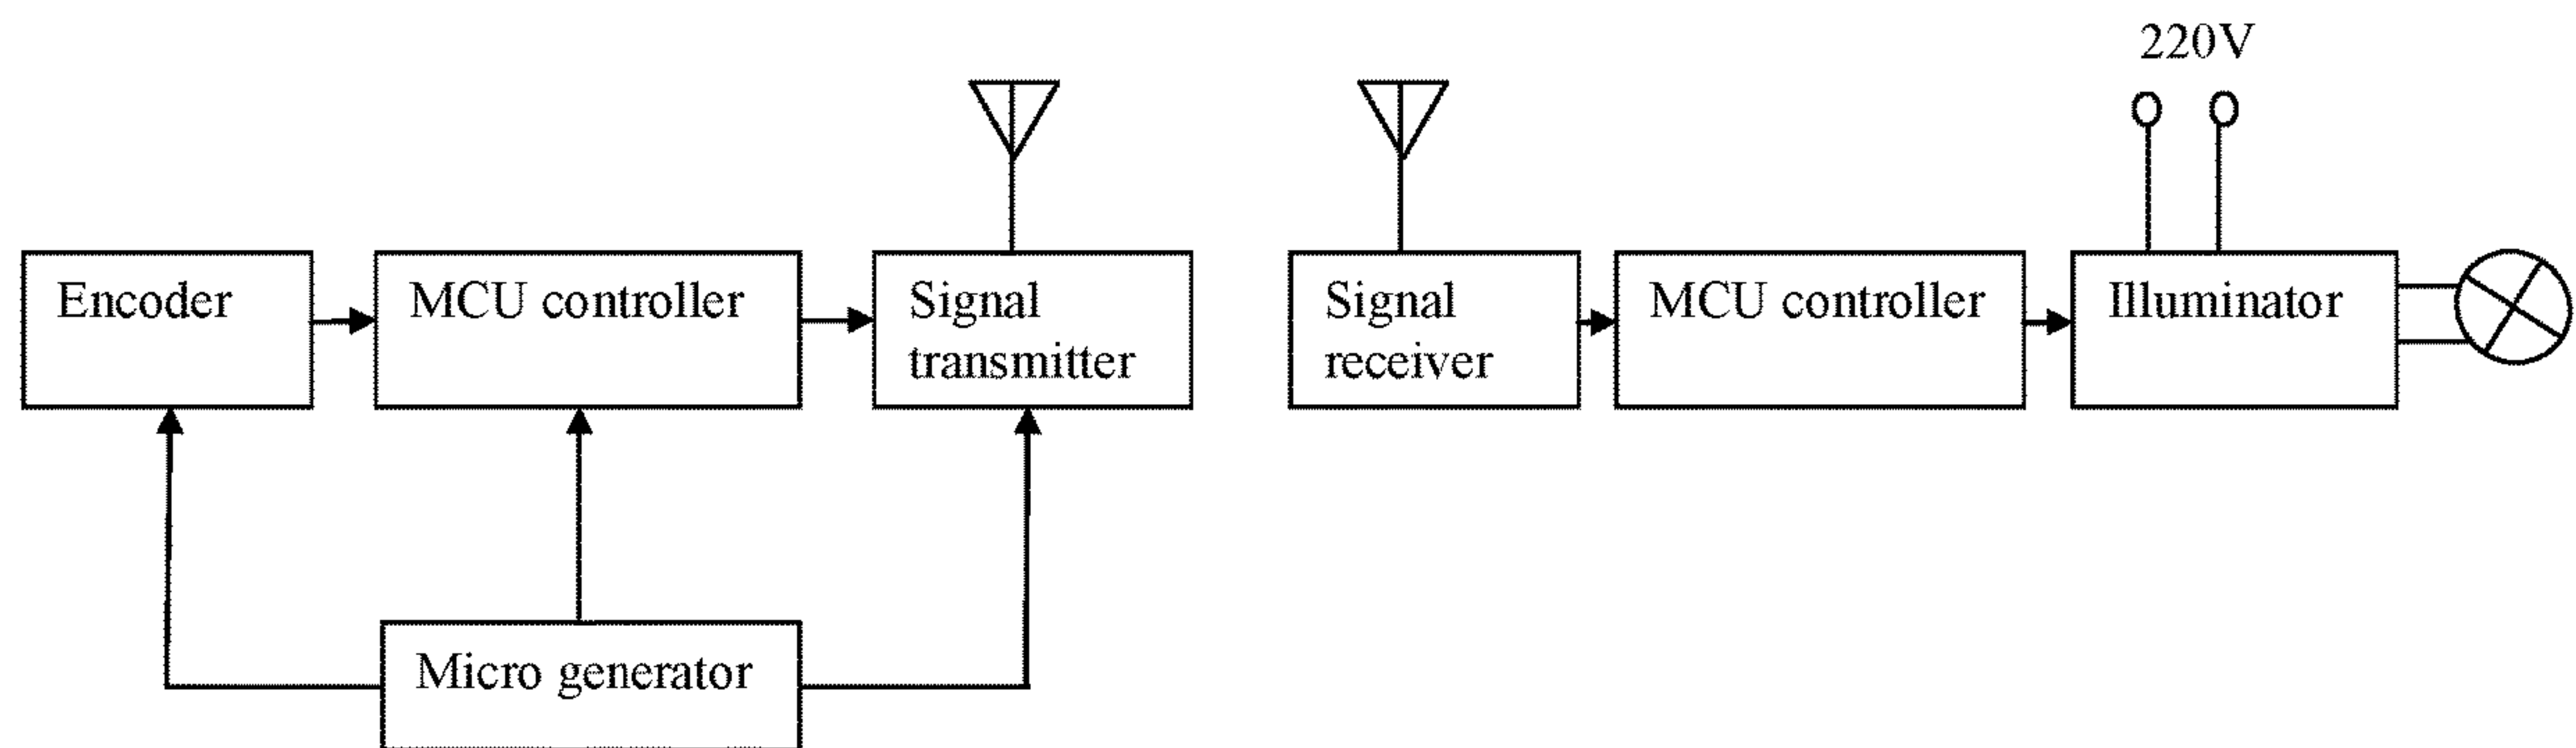 220V
Encoder
MCU controller
Signal
transmitter
Signal
receiver
MCU controller
Illuminator
Micro generator